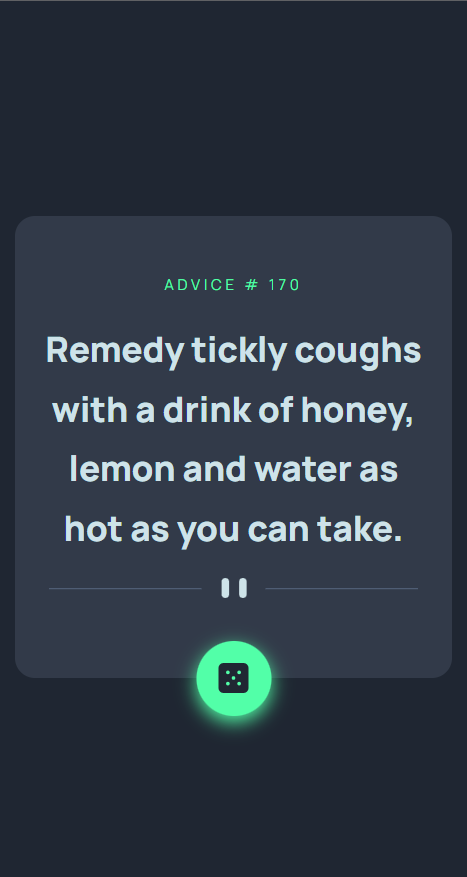 ADVICE # 170
Remedy tickly coughs
with a drink of honey,
lemon and water as
hot as you can take.